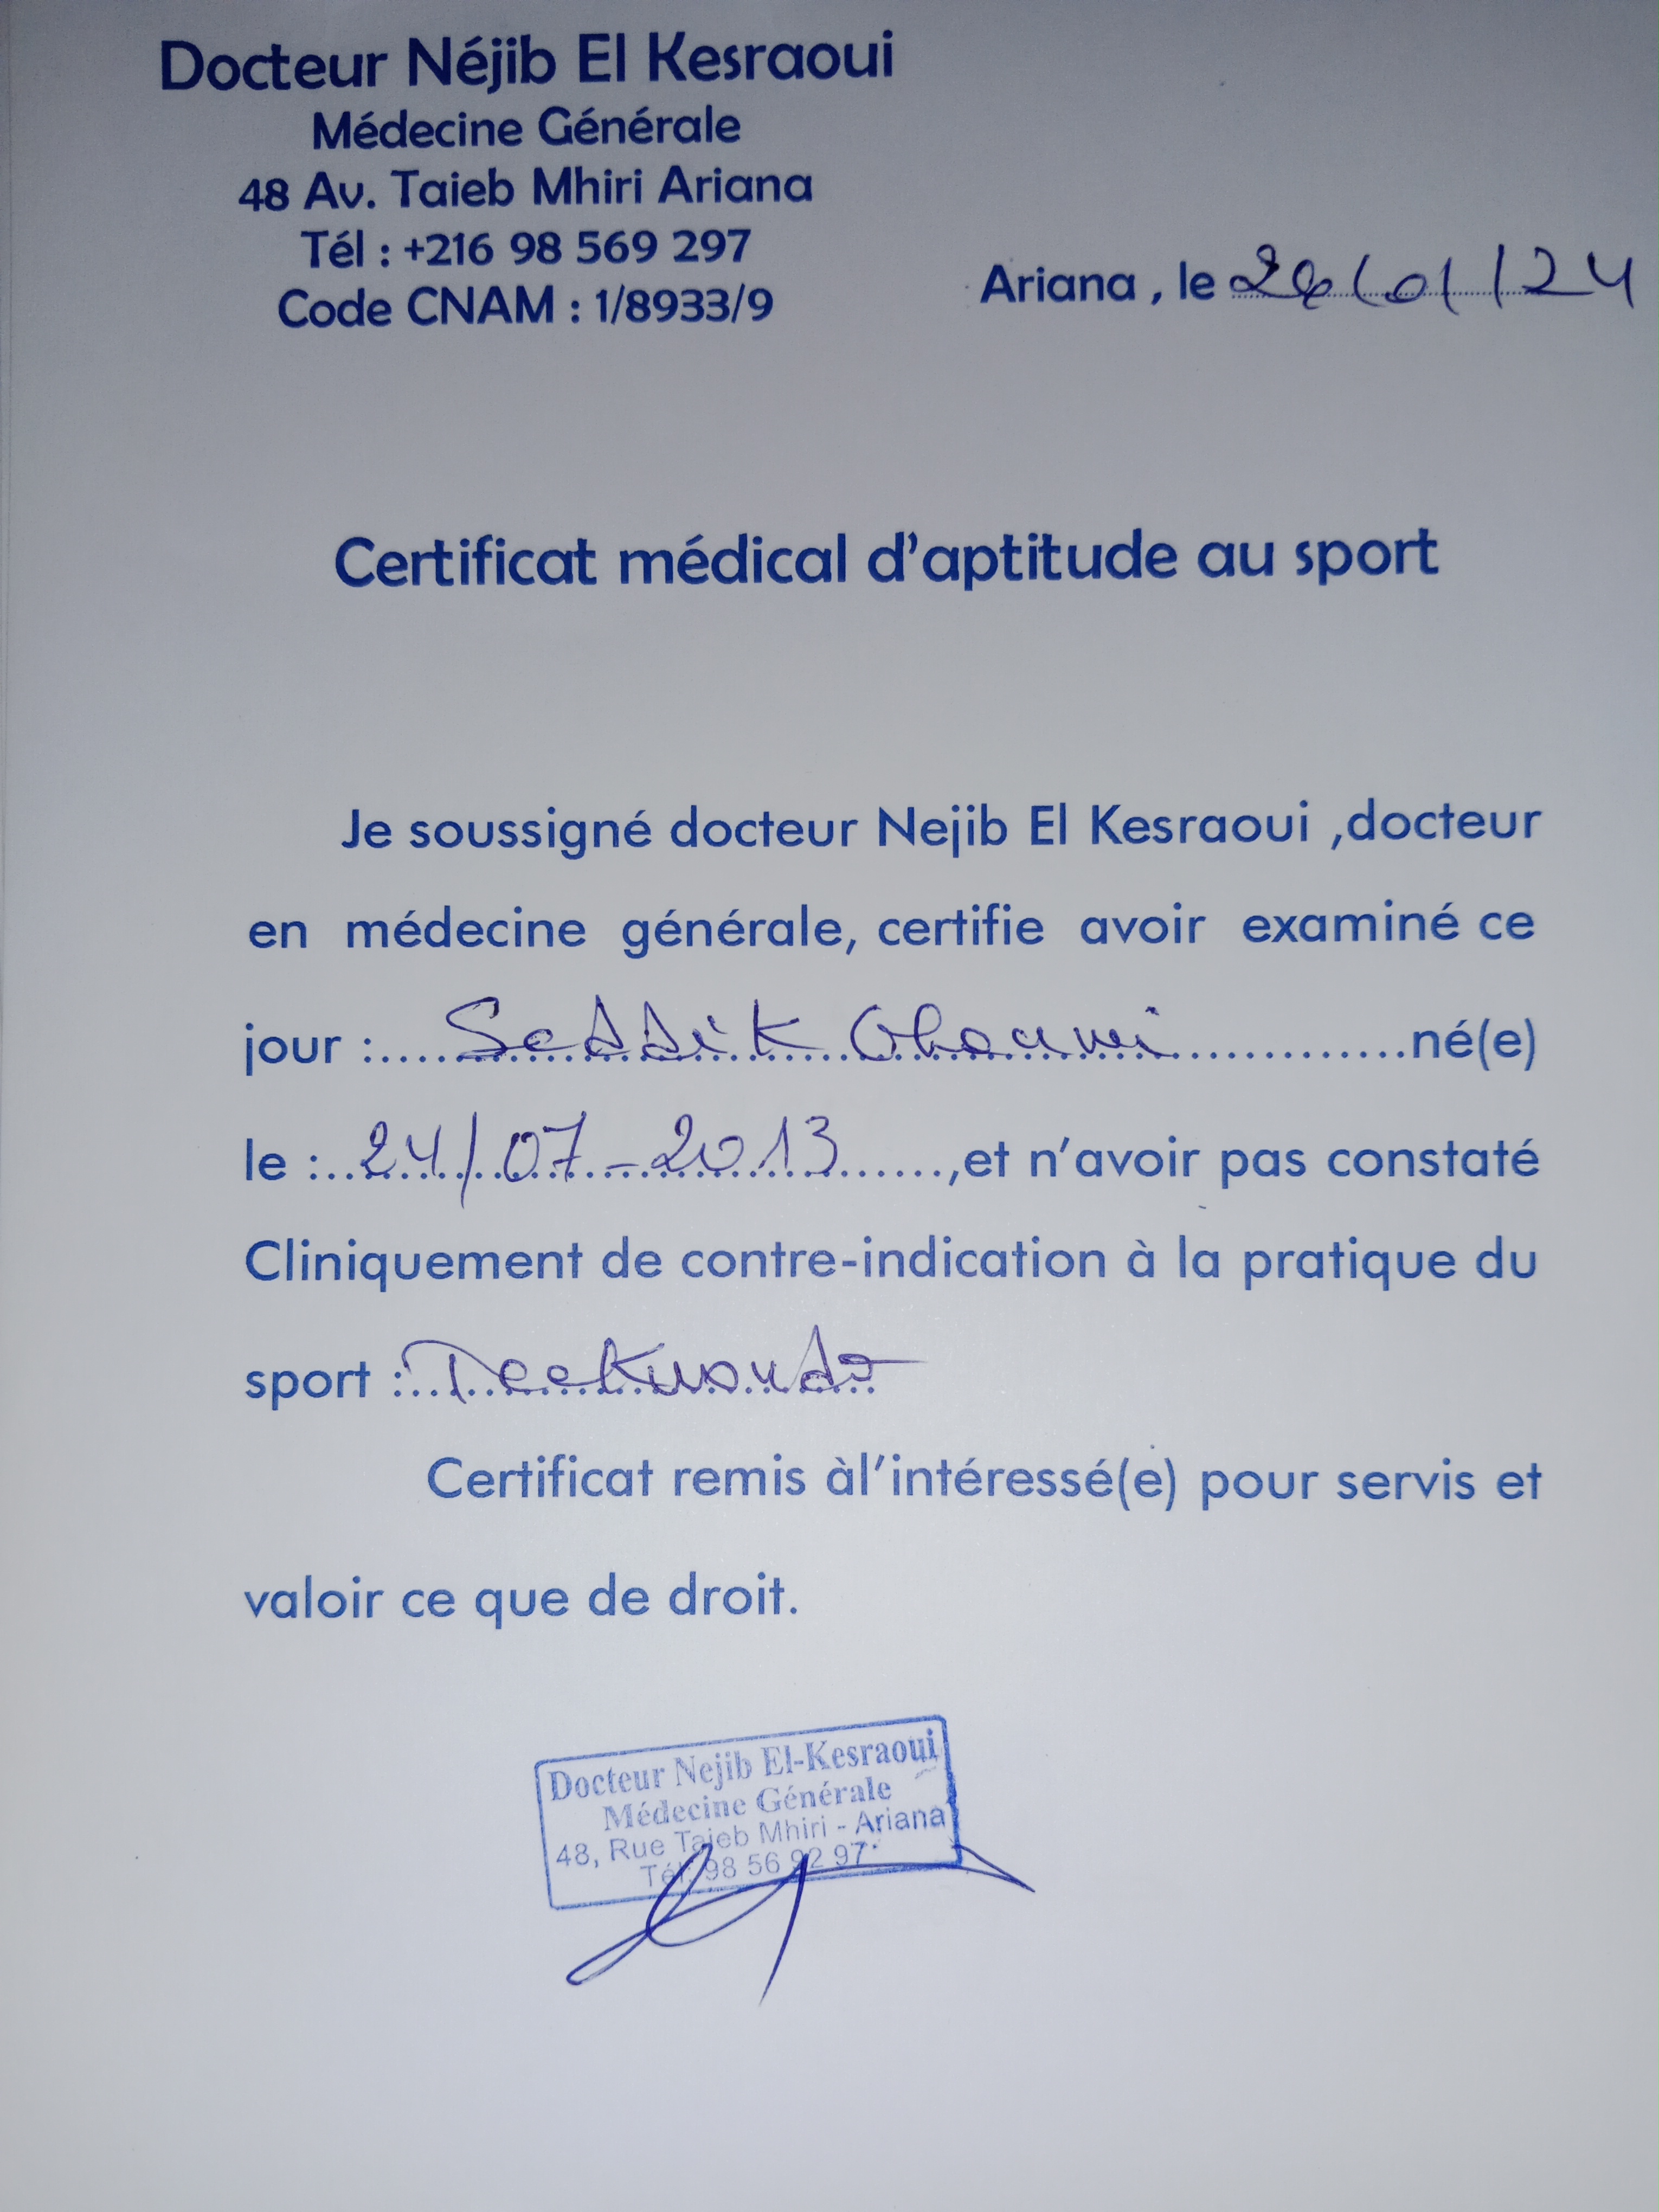 Docteur Néjib El Kesraoui
Médecine Générale
48 Av. Taieb Mhiri Ariana
Tél : +216 98 569 297
Code CNAM : 1/8933/9
Ariana , le /01/24
Certificat médical d'aptitude au sport
Je soussigné docteur Nejib El Kesraoui ,docteur
en médecine générale, certifie avoir examiné ce
jour :.... Seddik ....né(e)
le :.. 24/07-2013 ......,et n'avoir pas constaté
Cliniquement de contre-indication à la pratique du
sport :. Taekwondo
Certificat remis àl'intéressé(e) pour servis et
valoir ce que de droit.
Docteur Nejib El-Kesraoui
Médecine Générale
48, Rue Taieb Mhiri - Ariana
Tél: 98 56 92 97